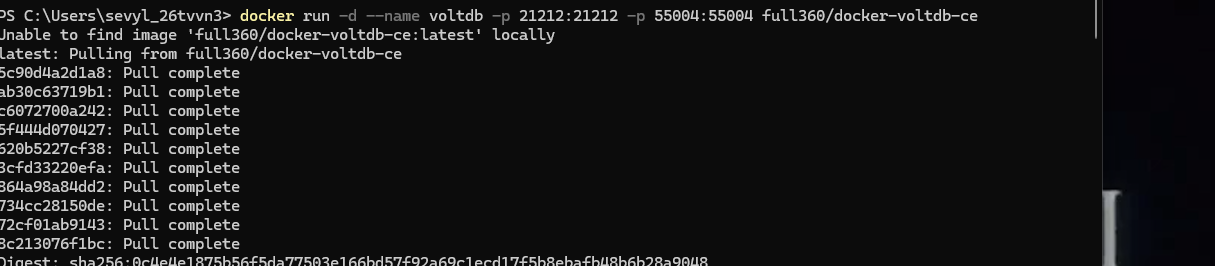 PS C:\Users\sevyl_26tvvn3> docker run -d --name voltdb -p 21212:21212 -p 55004:55004 full360/docker-voltdb-ce
Unable to find image 'full360/docker-voltdb-ce:latest' locally
latest: Pulling from full360/docker-voltdb-ce
5c90d4a2d1a8: Pull complete
ab30c63719b1: Pull complete
c6072700a242: Pull complete
5f444d070427: Pull complete
620b5227cf38: Pull complete
3cfd33220efa: Pull complete
864a98a84dd2: Pull complete
734cc28150de: Pull complete
72cf01ab9143: Pull complete
8c213076f1bc: Pull complete
Digest: sha256:0c4e4e1875b56f5da77503e166bd57f92a69c1ecd17f5b8ebafb48b6b28a9048